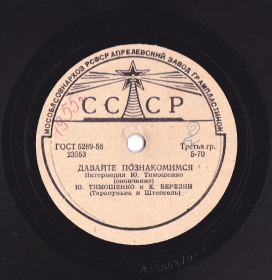 МОСОБЛСОВНАРХОЗ РСФСР АПРЕЛЕВСКИЙ ЗАВОД ГРАМПЛАСТИНОК
СССР
ГОСТ 5289-56
23553
Третья гр.
5-70
ДАВАЙТЕ ПОЗНАКОМИМСЯ
Интермедия Ю. Тимошенко
(окончание)
Ю. ТИМОШЕНКО и Е. БЕРЕЗИН
(Тарапунька и Штепсель)